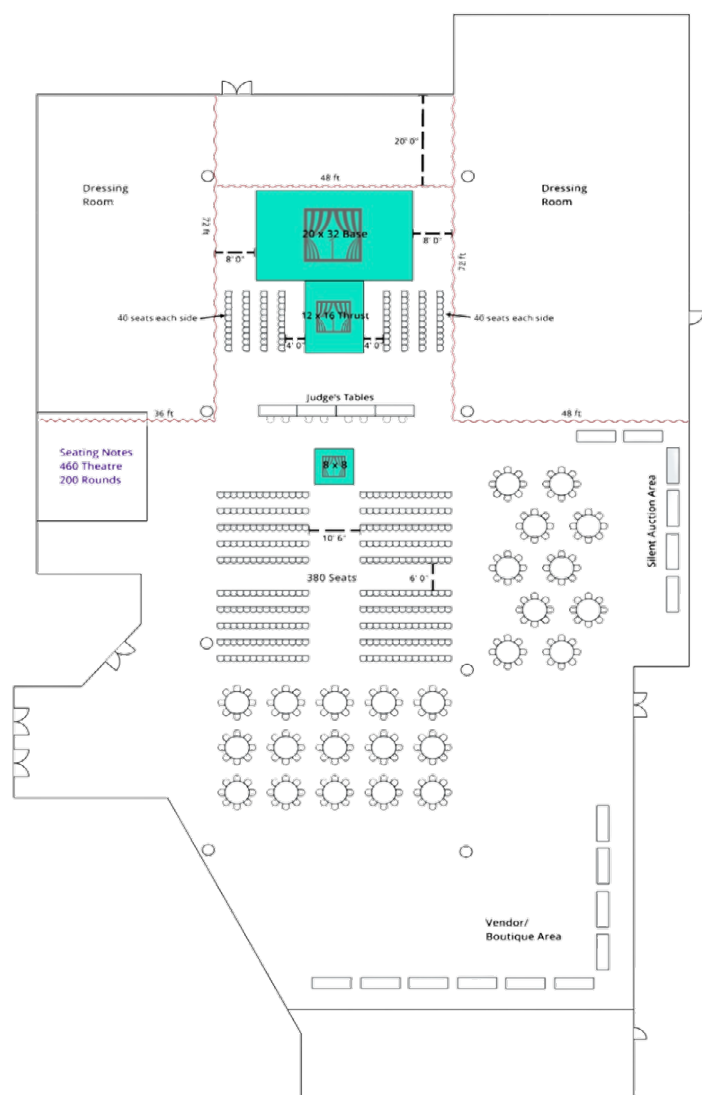 20' 0"
48 ft
Dressing
Room
Dressing
Room
72 ft
20 x 32 Base
8' 0"
8' 0"
72 ft
40 seats each side
12 x 16 Thrust
40 seats each side
4' 0"
4' 0"
Judge's Tables
36 ft
48 ft
Seating Notes
460 Theatre
200 Rounds
8 x 8
Silent Auction Area
10' 6"
380 Seats
6' 0"
Vendor/
Boutique Area